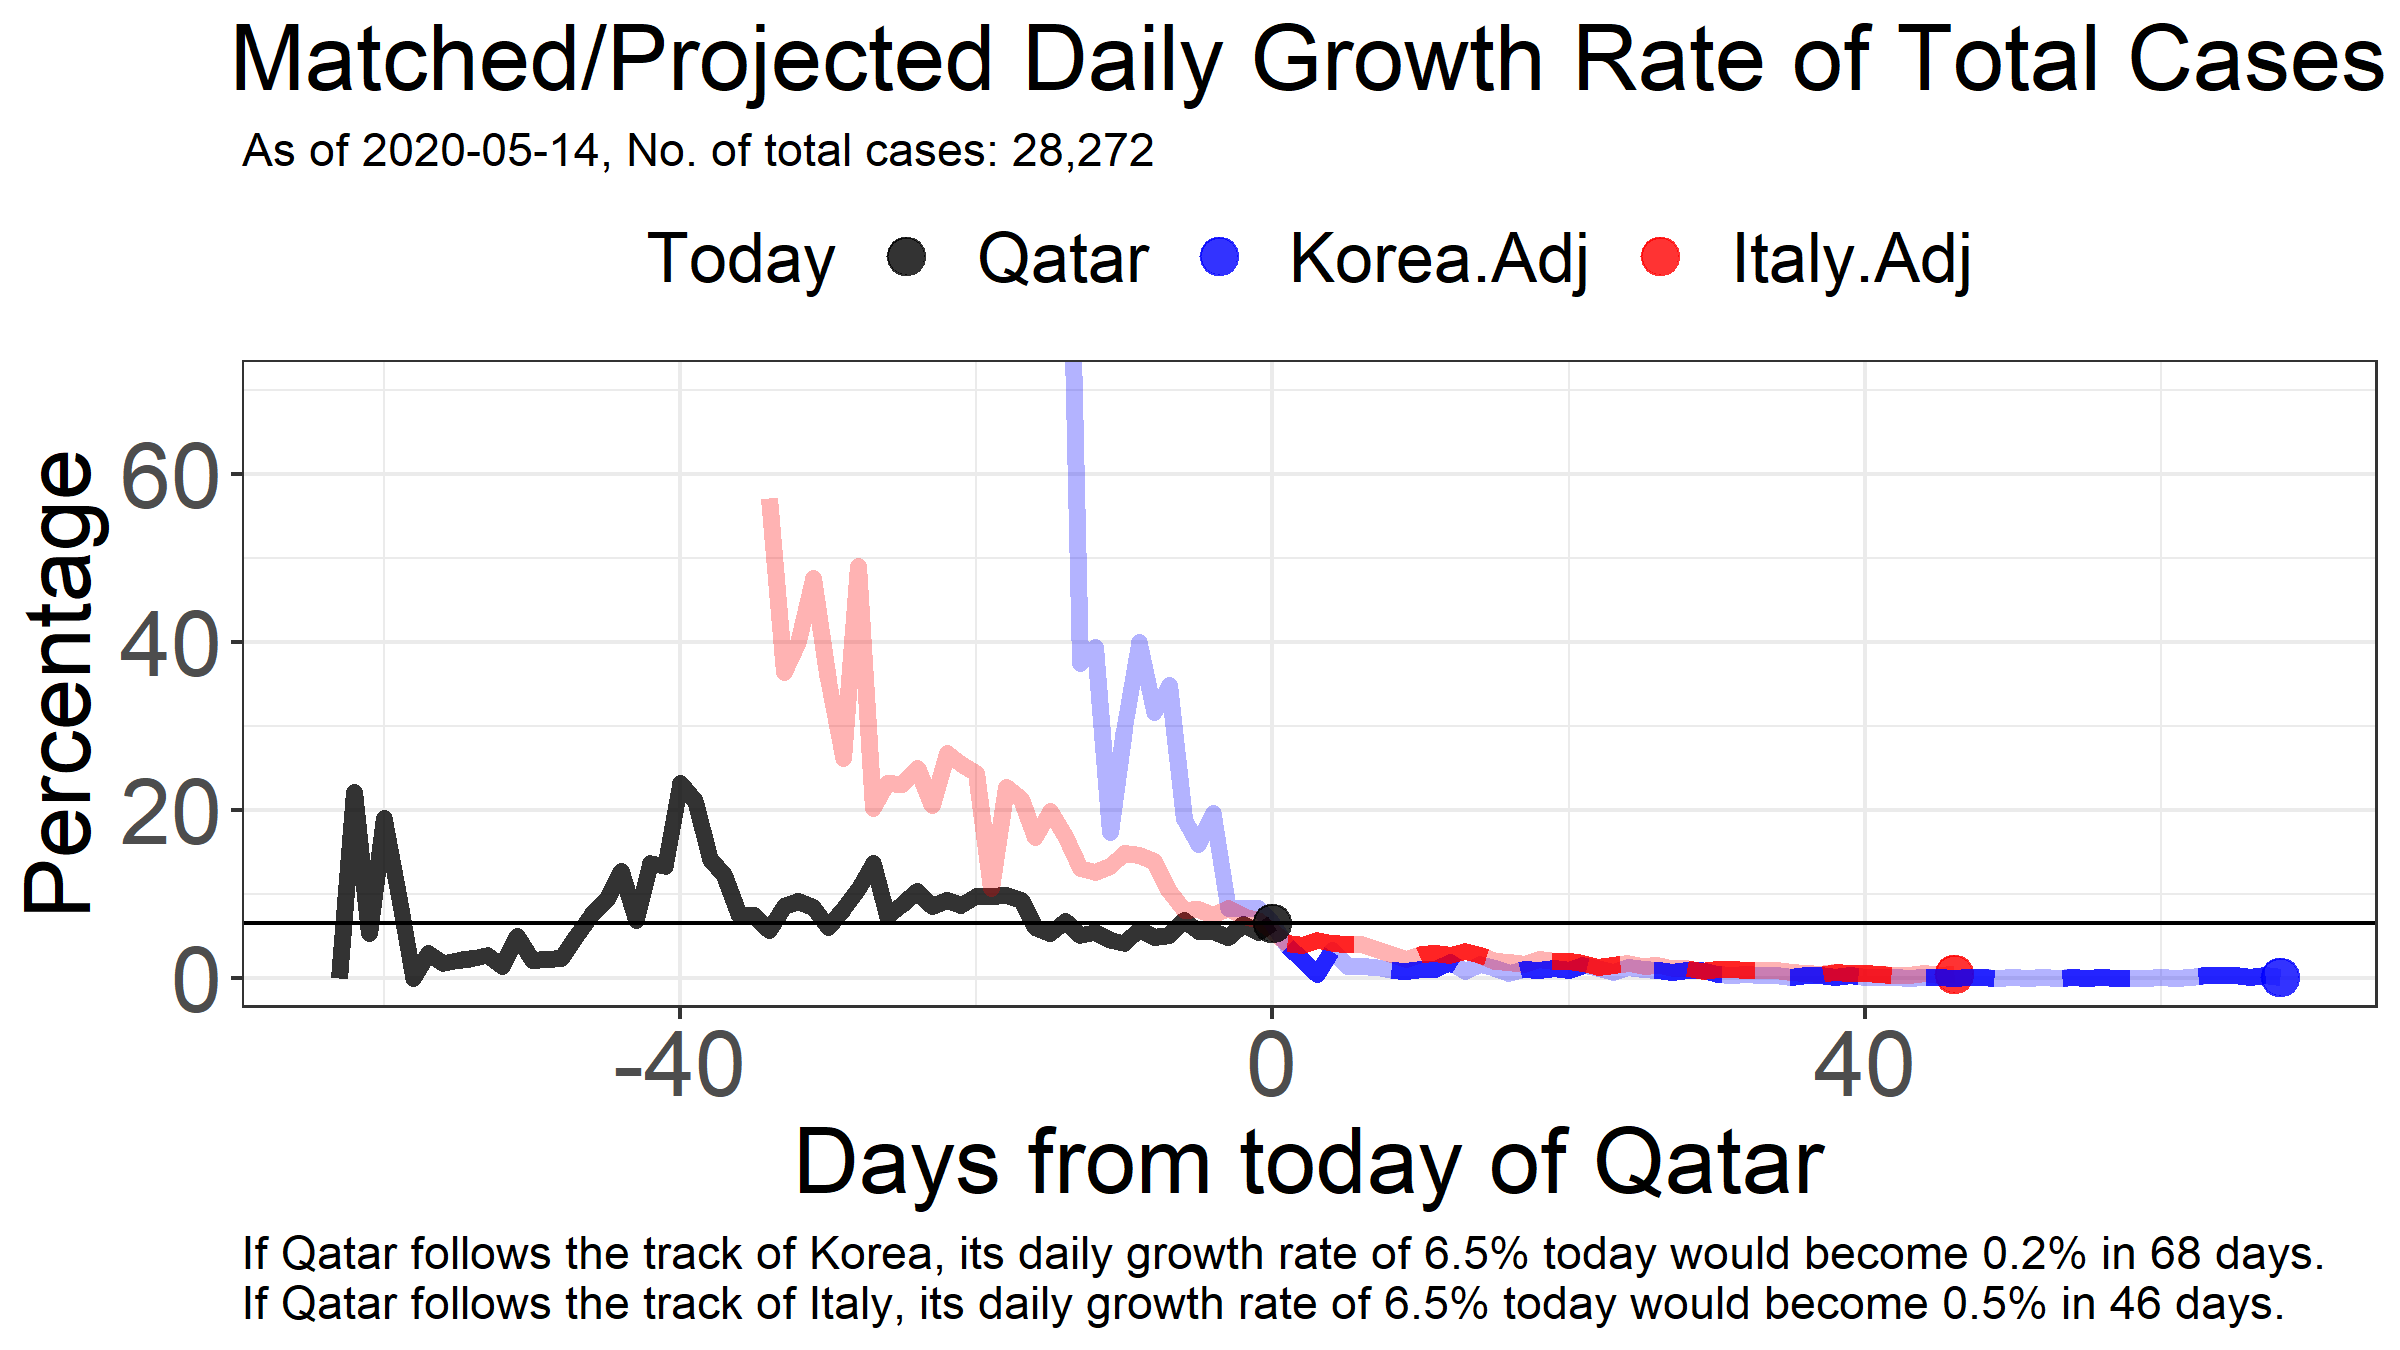 Matched/Projected Daily Growth Rate of Total Cases
As of 2020-05-14, No. of total cases: 28,272
Today Qatar Korea.Adj Italy.Adj
Percentage
60
40
20
0
-40 0 40
Days from today of Qatar
If Qatar follows the track of Korea, its daily growth rate of 6.5% today would become 0.2% in 68 days.
If Qatar follows the track of Italy, its daily growth rate of 6.5% today would become 0.5% in 46 days.